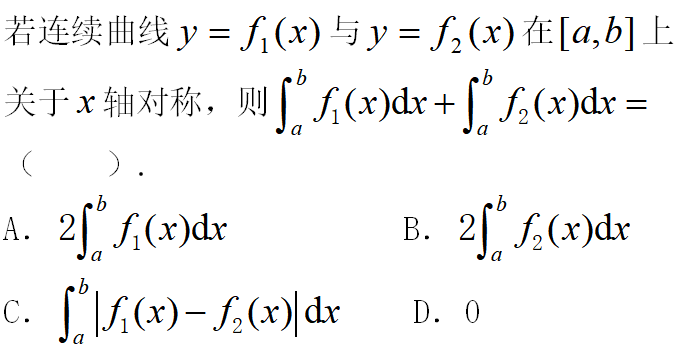 若连续曲线 y = f₁(x) 与 y = f₂(x) 在 [a,b] 上
关于 x 轴对称，则 ∫ₐᵇ f₁(x)dx + ∫ₐᵇ f₂(x)dx =
（　　）.
A. 2∫ₐᵇ f₁(x)dx　　B. 2∫ₐᵇ f₂(x)dx
C. ∫ₐᵇ |f₁(x) − f₂(x)| dx　　D. 0